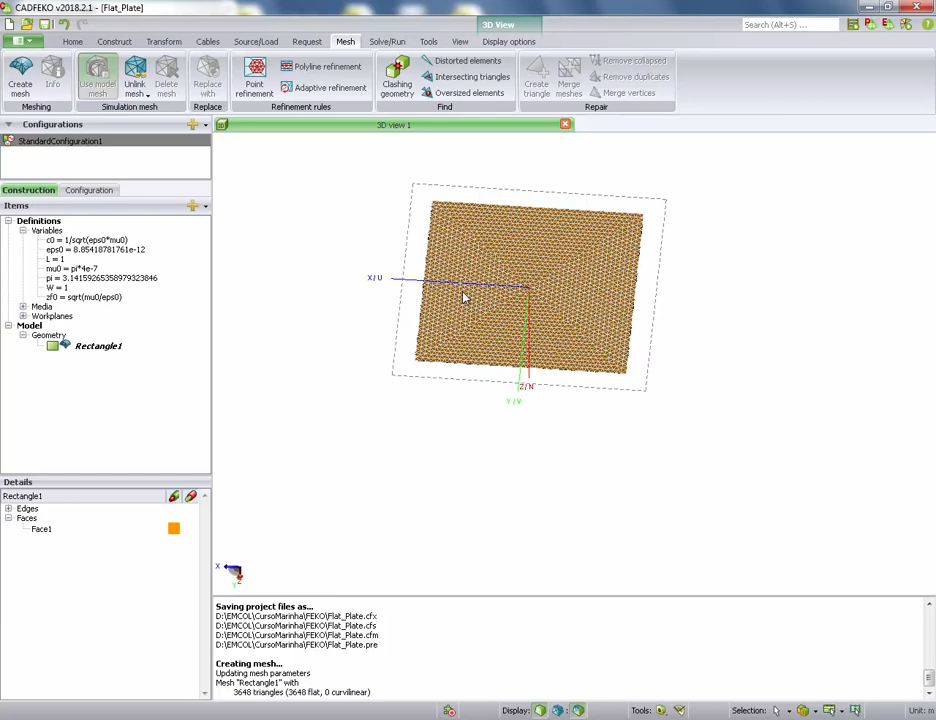 CADFEKO v2018.2.1 - [Flat_Plate]
3D View
Search (Alt+S) ...
Home Construct Transform Cables Source/Load Request Mesh Solve/Run Tools View Display options
Create mesh
Info
Use model mesh
Unlink mesh
Delete mesh
Replace with
Point refinement
Polyline refinement
Adaptive refinement
Clashing geometry
Distorted elements
Intersecting triangles
Oversized elements
Create triangle
Merge meshes
Remove collapsed
Remove duplicates
Merge vertices
Meshing Simulation mesh Replace Refinement rules Find Repair
Configurations
3D view 1
StandardConfiguration1
Construction Configuration
Items
Definitions
Variables
c0 = 1/sqrt(eps0*mu0)
eps0 = 8.85418781761e-12
L = 1
mu0 = pi*4e-7
pi = 3.14159265358979323846
W = 1
zf0 = sqrt(mu0/eps0)
Media
Workplanes
Model
Geometry
Rectangle1
X/U
Z/N
Y/V
Details
Rectangle1
Edges
Faces
Face1
X
Z
Y
Saving project files as...
D:\EMCOL\CursoMarinha\FEKO\Flat_Plate.cfx
D:\EMCOL\CursoMarinha\FEKO\Flat_Plate.cfs
D:\EMCOL\CursoMarinha\FEKO\Flat_Plate.cfm
D:\EMCOL\CursoMarinha\FEKO\Flat_Plate.pre
Creating mesh...
Updating mesh parameters
Mesh "Rectangle1" with
3648 triangles (3648 flat, 0 curvilinear)
Display: Tools: Selection: Unit: m